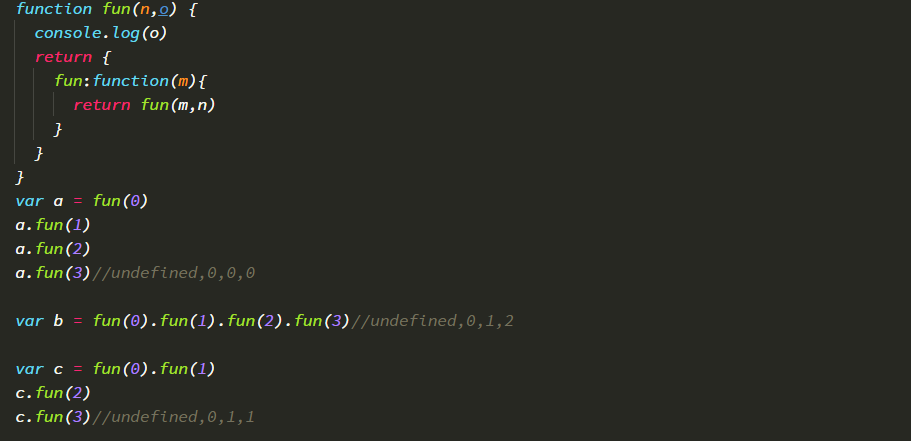 function fun(n,o) {
  console.log(o)
  return {
    fun:function(m){
      return fun(m,n)
    }
  }
}
var a = fun(0)
a.fun(1)
a.fun(2)
a.fun(3)//undefined,0,0,0

var b = fun(0).fun(1).fun(2).fun(3)//undefined,0,1,2

var c = fun(0).fun(1)
c.fun(2)
c.fun(3)//undefined,0,1,1